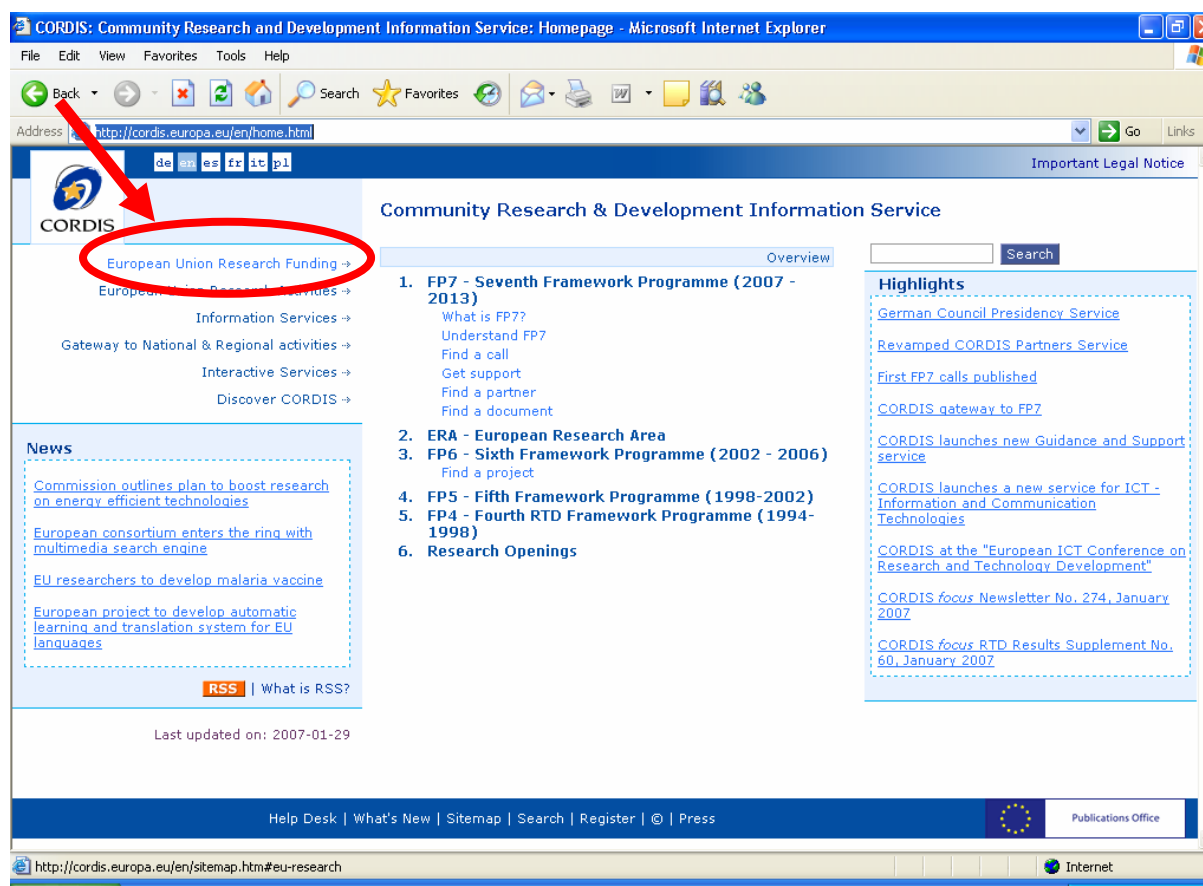 CORDIS: Community Research and Development Information Service: Homepage - Microsoft Internet Explorer
File Edit View Favorites Tools Help
Back Search Favorites
Address http://cordis.europa.eu/en/home.html Go Links
de en es fr it pl
Important Legal Notice
CORDIS
Community Research & Development Information Service
European Union Research Funding
European Union Research Activities
Information Services
Gateway to National & Regional activities
Interactive Services
Discover CORDIS
News
Commission outlines plan to boost research
on energy efficient technologies
European consortium enters the ring with
multimedia search engine
EU researchers to develop malaria vaccine
European project to develop automatic
learning and translation system for EU
languages
RSS | What is RSS?
Last updated on: 2007-01-29
Overview
1. FP7 - Seventh Framework Programme (2007 -
2013)
What is FP7?
Understand FP7
Find a call
Get support
Find a partner
Find a document
2. ERA - European Research Area
3. FP6 - Sixth Framework Programme (2002 - 2006)
Find a project
4. FP5 - Fifth Framework Programme (1998-2002)
5. FP4 - Fourth RTD Framework Programme (1994-
1998)
6. Research Openings
Search
Highlights
German Council Presidency Service
Revamped CORDIS Partners Service
First FP7 calls published
CORDIS gateway to FP7
CORDIS launches new Guidance and Support
service
CORDIS launches a new service for ICT -
Information and Communication
Technologies
CORDIS at the "European ICT Conference on
Research and Technology Development"
CORDIS focus Newsletter No. 274, January
2007
CORDIS focus RTD Results Supplement No.
60, January 2007
Help Desk | What's New | Sitemap | Search | Register | © | Press
Publications Office
http://cordis.europa.eu/en/sitemap.htm#eu-research
Internet